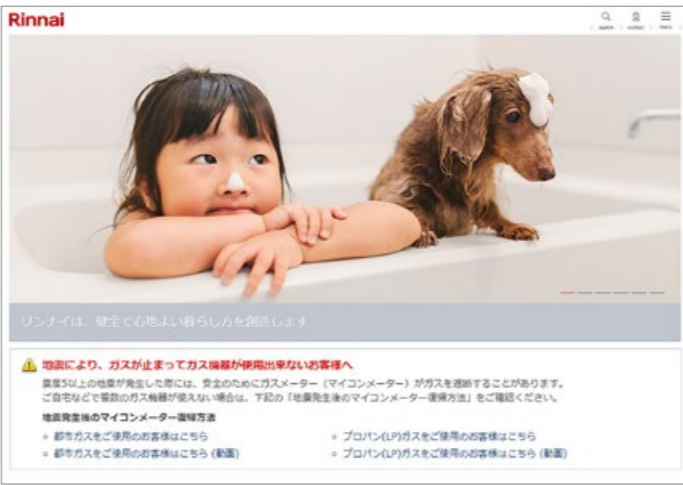 Rinnai
search contact menu
リンナイは、健全で心地よい暮らし方を創造します
地震により、ガスが止まってガス機器が使用出来ないお客様へ
震度5以上の地震が発生した際には、安全のためにガスメーター（マイコンメーター）がガスを遮断することがあります。
ご自宅などで複数のガス機器が使えない場合は、下記の「地震発生後のマイコンメーター復帰方法」をご確認ください。
地震発生後のマイコンメーター復帰方法
都市ガスをご使用のお客様はこちら
プロパン(LP)ガスをご使用のお客様はこちら
都市ガスをご使用のお客様はこちら (動画)
プロパン(LP)ガスをご使用のお客様はこちら (動画)